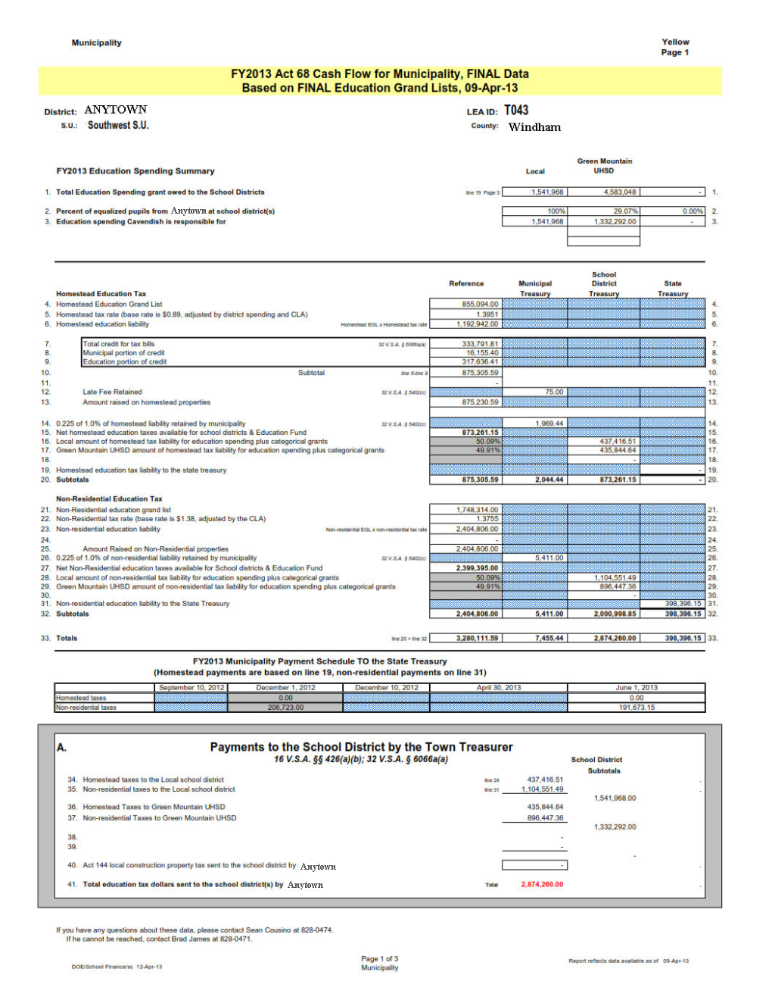 Municipality
Yellow
Page 1
FY2013 Act 68 Cash Flow for Municipality, FINAL Data
Based on FINAL Education Grand Lists, 09-Apr-13
District: ANYTOWN LEA ID: T043
S.U.: Southwest S.U. County: Windham
Green Mountain
FY2013 Education Spending Summary Local UHSD
1. Total Education Spending grant owed to the School Districts line 19 Page 3 1,541,968 4,583,048 - 1.
2. Percent of equalized pupils from Anytown at school district(s) 100% 29.07% 0.00% 2.
3. Education spending Cavendish is responsible for 1,541,968 1,332,292.00 - 3.
School
Reference Municipal District State
Homestead Education Tax Treasury Treasury Treasury
4. Homestead Education Grand List 855,094.00 4.
5. Homestead tax rate (base rate is $0.89, adjusted by district spending and CLA) 1.3951 5.
6. Homestead education liability Homestead EGL x Homestead tax rate 1,192,942.00 6.
7. Total credit for tax bills 32 V.S.A. § 6066a(a) 333,791.81 7.
8. Municipal portion of credit 16,155.40 8.
9. Education portion of credit 317,636.41 9.
10. Subtotal line 6-line 9 875,305.59 10.
11. - 11.
12. Late Fee Retained 32 V.S.A. § 5402(c) 75.00 12.
13. Amount raised on homestead properties 875,230.59 13.
14. 0.225 of 1.0% of homestead liability retained by municipality 32 V.S.A. § 5402(c) 1,969.44 14.
15. Net homestead education taxes available for school districts & Education Fund 873,261.15 15.
16. Local amount of homestead tax liability for education spending plus categorical grants 50.09% 437,416.51 16.
17. Green Mountain UHSD amount of homestead tax liability for education spending plus categorical grants 49.91% 435,844.64 17.
18. - 18.
19. Homestead education tax liability to the state treasury - 19.
20. Subtotals 875,305.59 2,044.44 873,261.15 - 20.
Non-Residential Education Tax
21. Non-Residential education grand list 1,748,314.00 21.
22. Non-Residential tax rate (base rate is $1.38, adjusted by the CLA) 1.3755 22.
23. Non-residential education liability Non-residential EGL x non-residential tax rate 2,404,806.00 23.
24. - 24.
25. Amount Raised on Non-Residential properties 2,404,806.00 25.
26. 0.225 of 1.0% of non-residential liability retained by municipality 32 V.S.A. § 5402(c) 5,411.00 26.
27. Net Non-Residential education taxes available for School districts & Education Fund 2,399,395.00 27.
28. Local amount of non-residential tax liability for education spending plus categorical grants 50.09% 1,104,551.49 28.
29. Green Mountain UHSD amount of non-residential tax liability for education spending plus categorical grants 49.91% 896,447.36 29.
30. - 30.
31. Non-residential education liability to the State Treasury 398,396.15 31.
32. Subtotals 2,404,806.00 5,411.00 2,000,998.85 398,396.15 32.
33. Totals line 20 + line 32 3,280,111.59 7,455.44 2,874,260.00 398,396.15 33.
FY2013 Municipality Payment Schedule TO the State Treasury
(Homestead payments are based on line 19, non-residential payments on line 31)
September 10, 2012 December 1, 2012 December 10, 2012 April 30, 2013 June 1, 2013
Homestead taxes 0.00 0.00
Non-residential taxes 206,723.00 191,673.15
A. Payments to the School District by the Town Treasurer
16 V.S.A. §§ 426(a)(b); 32 V.S.A. § 6066a(a) School District
Subtotals
34. Homestead taxes to the Local school district line 24 437,416.51 .
35. Non-residential taxes to the Local school district line 31 1,104,551.49 .
1,541,968.00
36. Homestead Taxes to Green Mountain UHSD 435,844.64
37. Non-residential Taxes to Green Mountain UHSD 896,447.36
1,332,292.00
38. -
39. -
-
40. Act 144 local construction property tax sent to the school district by Anytown - .
41. Total education tax dollars sent to the school district(s) by Anytown Total 2,874,260.00 .
If you have any questions about these data, please contact Sean Cousino at 828-0474.
If he cannot be reached, contact Brad James at 828-0471.
DOE/School Finance/sc 12-Apr-13
Page 1 of 3
Municipality
Report reflects data available as of 09-Apr-13